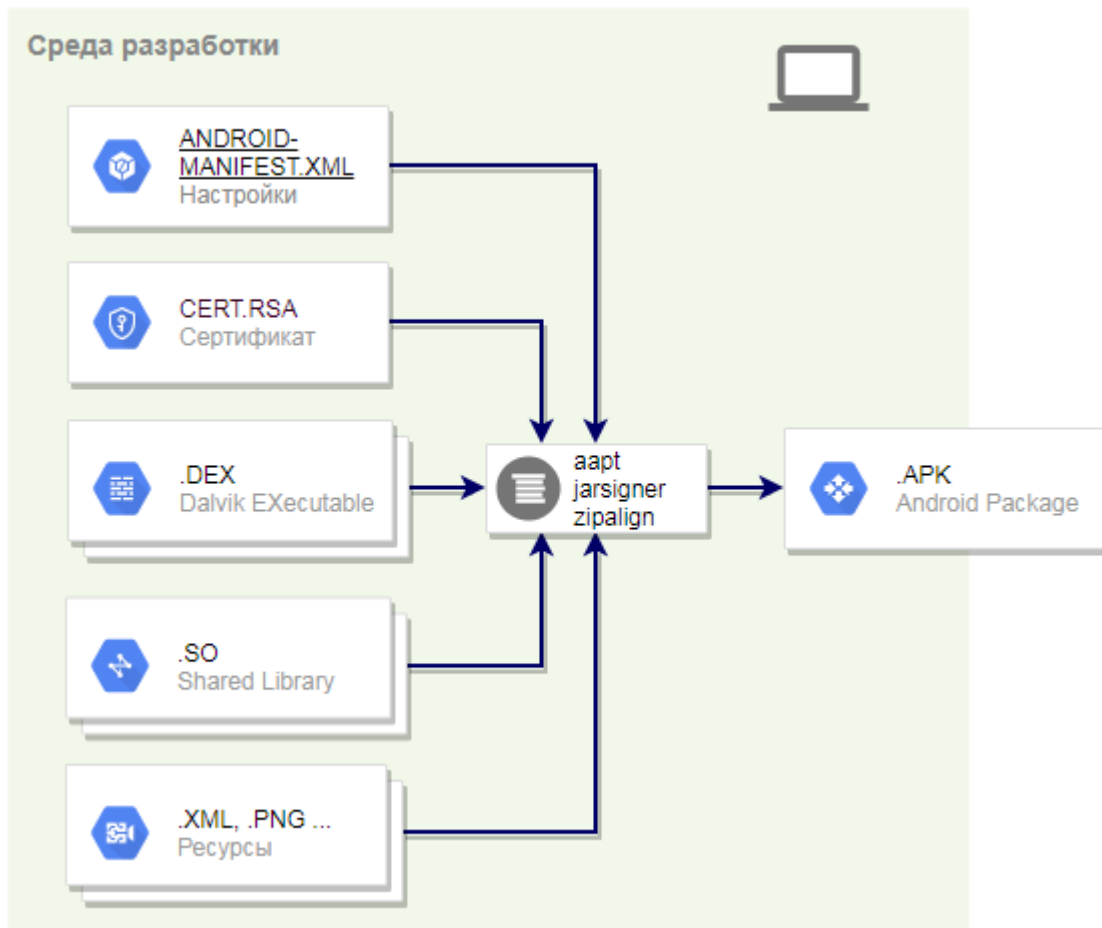 Среда разработки
ANDROID-
MANIFEST.XML
Настройки
CERT.RSA
Сертификат
.DEX
Dalvik EXecutable
aapt
jarsigner
zipalign
.APK
Android Package
.SO
Shared Library
.XML, .PNG ...
Ресурсы